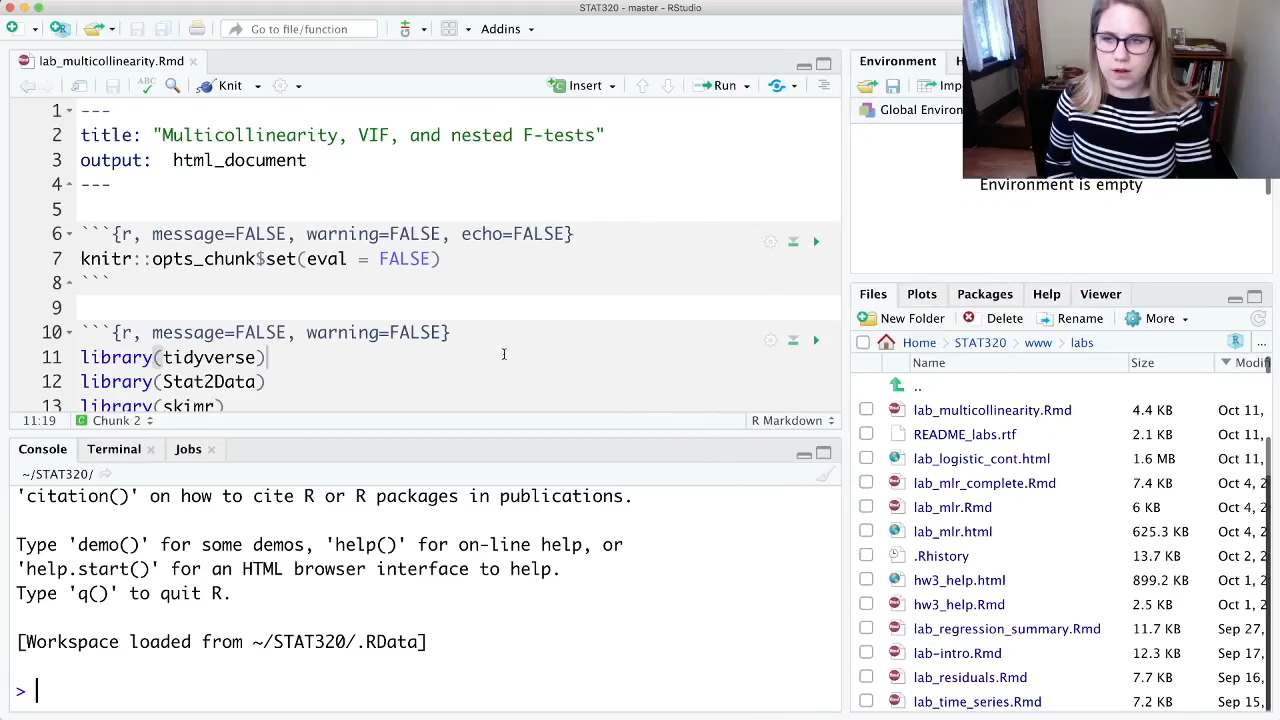 STAT320 - master - RStudio
Go to file/function
Addins
lab_multicollinearity.Rmd
ABC
Knit
Insert
Run
1 ---
2 title: "Multicollinearity, VIF, and nested F-tests"
3 output:  html_document
4 ---
5
6 ```{r, message=FALSE, warning=FALSE, echo=FALSE}
7 knitr::opts_chunk$set(eval = FALSE)
8 ```
9
10 ```{r, message=FALSE, warning=FALSE}
11 library(tidyverse)
12 library(Stat2Data)
13 library(skimr)
11:19
Chunk 2
R Markdown
Console
Terminal
Jobs
~/STAT320/
'citation()' on how to cite R or R packages in publications.
Type 'demo()' for some demos, 'help()' for on-line help, or
'help.start()' for an HTML browser interface to help.
Type 'q()' to quit R.
[Workspace loaded from ~/STAT320/.RData]
>
Environment
H
Imp
Global Environ
Environment is empty
Files
Plots
Packages
Help
Viewer
New Folder
Delete
Rename
More
Home
STAT320
www
labs
...
Name
Size
Modifi
..
lab_multicollinearity.Rmd 4.4 KB Oct 11,
README_labs.rtf 2.1 KB Oct 11,
lab_logistic_cont.html 1.6 MB Oct 11,
lab_mlr_complete.Rmd 7.4 KB Oct 4, 2
lab_mlr.Rmd 6 KB Oct 4, 2
lab_mlr.html 625.3 KB Oct 4, 2
.Rhistory 13.7 KB Oct 2, 2
hw3_help.html 899.2 KB Oct 1, 2
hw3_help.Rmd 2.5 KB Oct 1, 2
lab_regression_summary.Rmd 11.7 KB Sep 27,
lab-intro.Rmd 12.3 KB Sep 17,
lab_residuals.Rmd 7.7 KB Sep 16,
lab_time_series.Rmd 7.2 KB Sep 15,